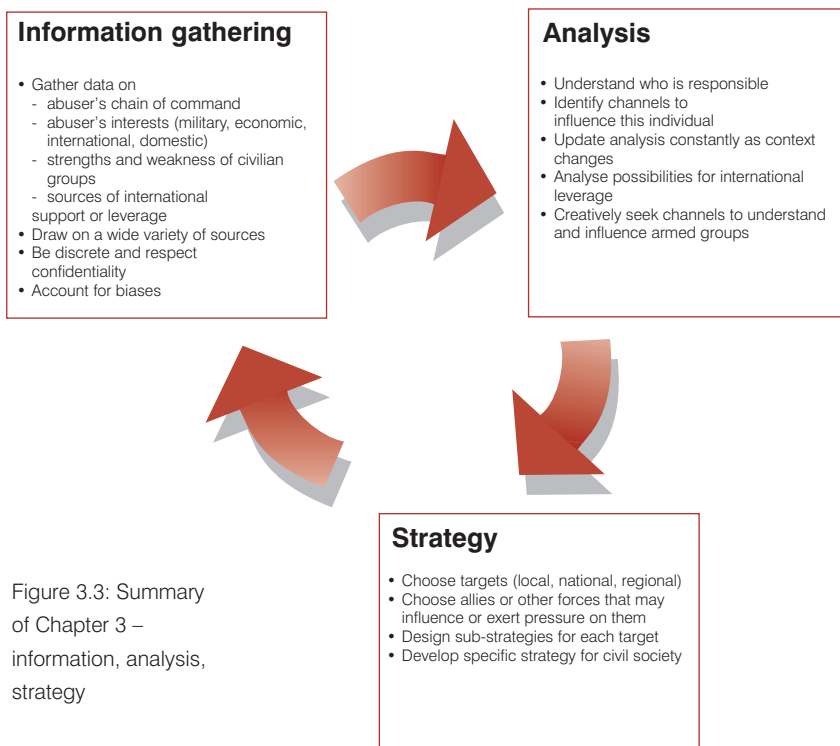 Information gathering
• Gather data on
- abuser's chain of command
- abuser's interests (military, economic,
international, domestic)
- strengths and weakness of civilian
groups
- sources of international
support or leverage
• Draw on a wide variety of sources
• Be discrete and respect
confidentiality
• Account for biases
Analysis
• Understand who is responsible
• Identify channels to
influence this individual
• Update analysis constantly as context
changes
• Analyse possibilities for international
leverage
• Creatively seek channels to understand
and influence armed groups
Strategy
• Choose targets (local, national, regional)
• Choose allies or other forces that may
influence or exert pressure on them
• Design sub-strategies for each target
• Develop specific strategy for civil society
Figure 3.3: Summary
of Chapter 3 –
information, analysis,
strategy